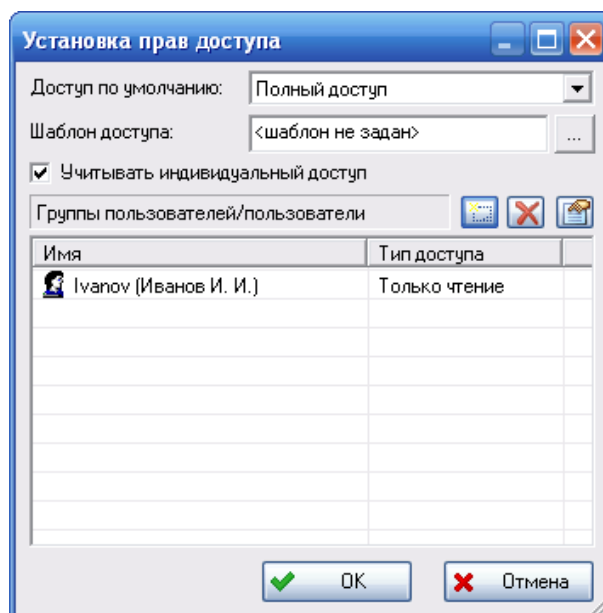 Установка прав доступа
Доступ по умолчанию: Полный доступ
Шаблон доступа: <шаблон не задан> ...
Учитывать индивидуальный доступ
Группы пользователей/пользователи
Имя Тип доступа
Ivanov (Иванов И. И.) Только чтение
OK Отмена